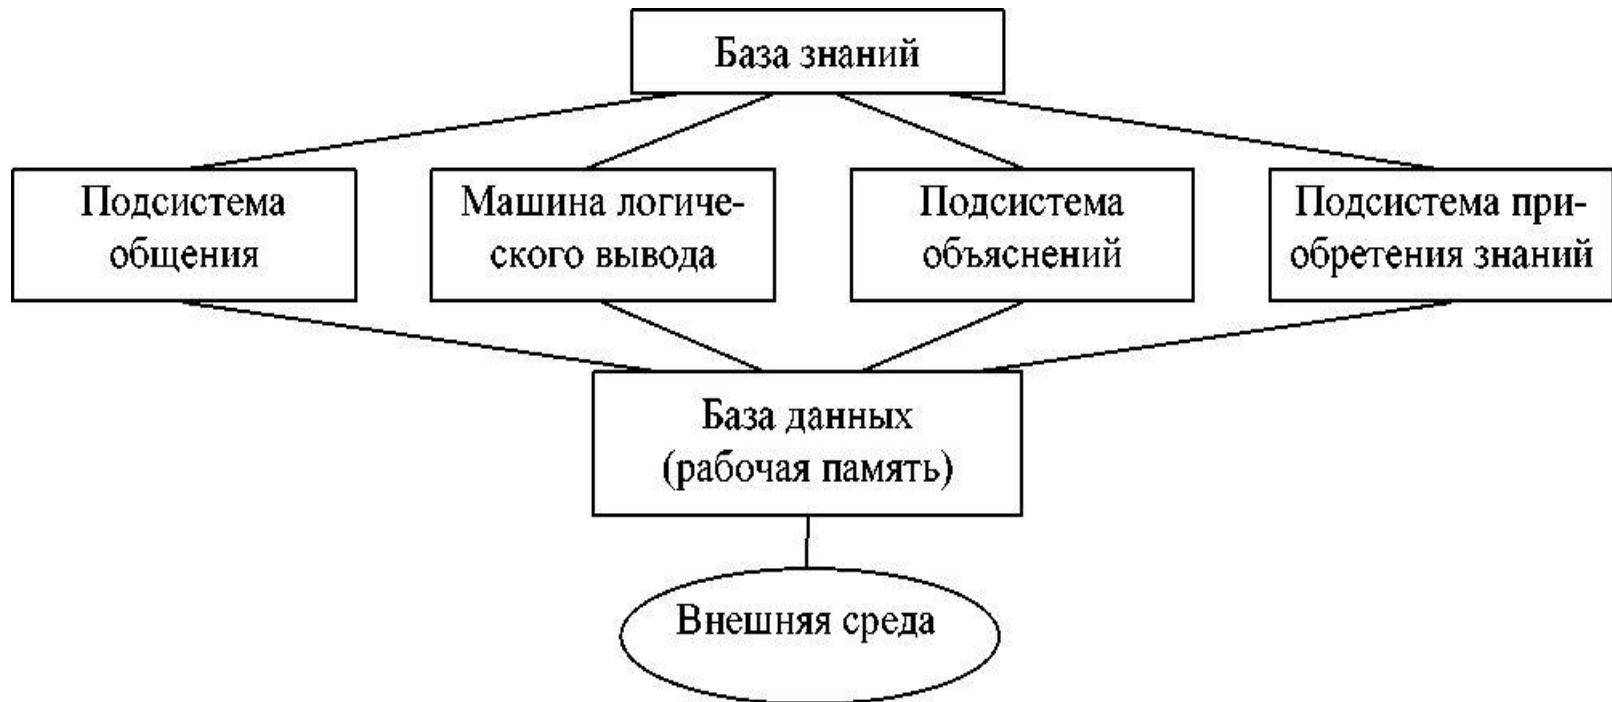 База знаний
Подсистема
общения
Машина логиче-
ского вывода
Подсистема
объяснений
Подсистема при-
обретения знаний
База данных
(рабочая память)
Внешняя среда